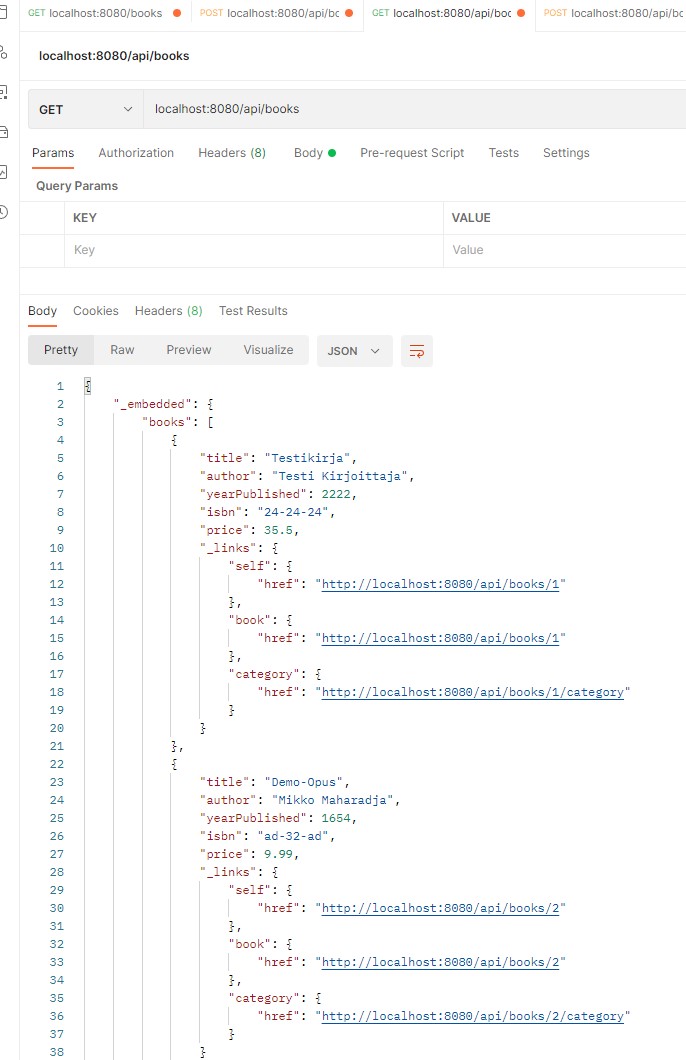 GET localhost:8080/books POST localhost:8080/api/bc GET localhost:8080/api/boc POST localhost:8080/api/bc
localhost:8080/api/books
GET localhost:8080/api/books
Params Authorization Headers (8) Body Pre-request Script Tests Settings
Query Params
KEY VALUE
Key Value
Body Cookies Headers (8) Test Results
Pretty Raw Preview Visualize JSON
1 {
2 "_embedded": {
3 "books": [
4 {
5 "title": "Testikirja",
6 "author": "Testi Kirjoittaja",
7 "yearPublished": 2222,
8 "isbn": "24-24-24",
9 "price": 35.5,
10 "_links": {
11 "self": {
12 "href": "http://localhost:8080/api/books/1"
13 },
14 "book": {
15 "href": "http://localhost:8080/api/books/1"
16 },
17 "category": {
18 "href": "http://localhost:8080/api/books/1/category"
19 }
20 }
21 },
22 {
23 "title": "Demo-Opus",
24 "author": "Mikko Maharadja",
25 "yearPublished": 1654,
26 "isbn": "ad-32-ad",
27 "price": 9.99,
28 "_links": {
29 "self": {
30 "href": "http://localhost:8080/api/books/2"
31 },
32 "book": {
33 "href": "http://localhost:8080/api/books/2"
34 },
35 "category": {
36 "href": "http://localhost:8080/api/books/2/category"
37 }
38 }